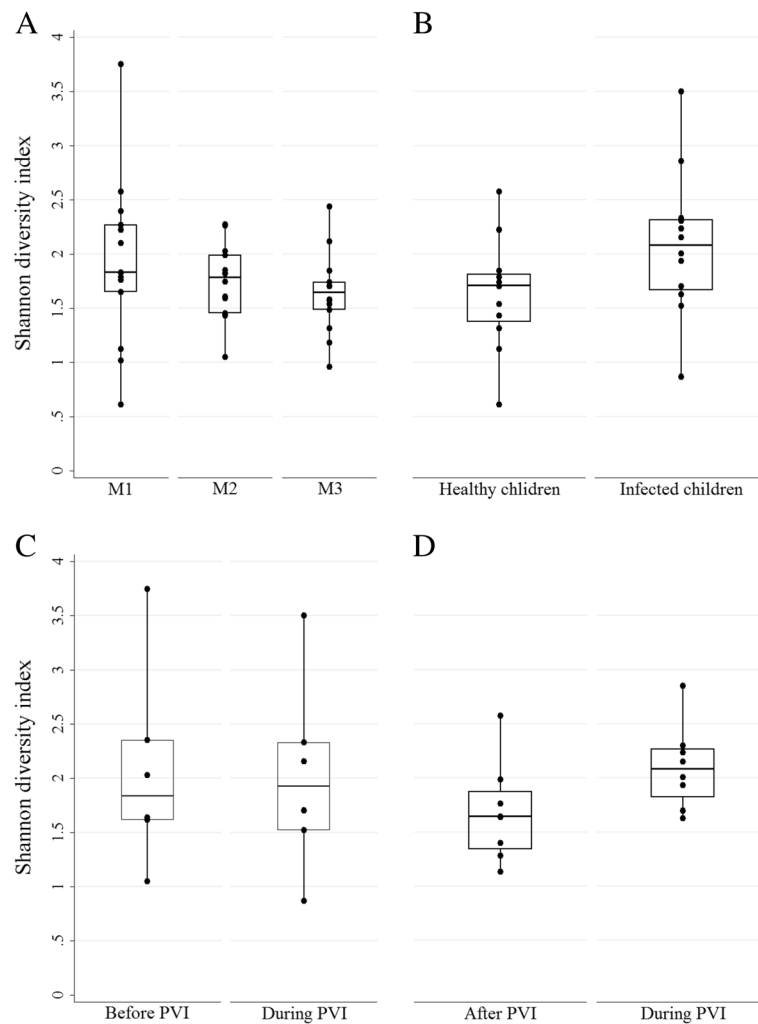 A
B
Shannon diversity index
4
3.5
3
2.5
2
1.5
1
.5
0
M1
M2
M3
Healthy chlidren
Infected children
C
D
Shannon diversity index
4
3.5
3
2.5
2
1.5
1
.5
0
Before PVI
During PVI
After PVI
During PVI